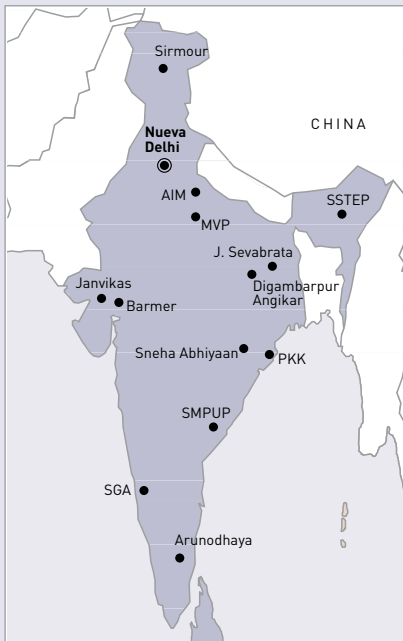 Sirmour
CHINA
Nueva
Delhi
AIM
SSTEP
MVP
J. Sevabrata
Digambarpur
Angikar
Janvikas
Barmer
Sneha Abhiyaan
PKK
SMPUP
SGA
Arunodhaya